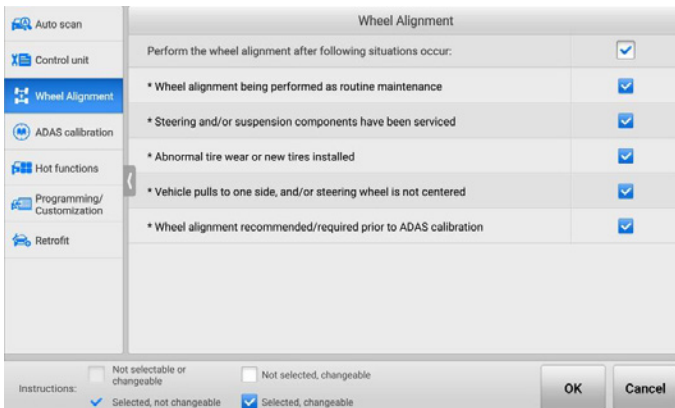 Auto scan
Control unit
Wheel Alignment
ADAS calibration
Hot functions
Programming/
Customization
Retrofit
Wheel Alignment
Perform the wheel alignment after following situations occur:
* Wheel alignment being performed as routine maintenance
* Steering and/or suspension components have been serviced
* Abnormal tire wear or new tires installed
* Vehicle pulls to one side, and/or steering wheel is not centered
* Wheel alignment recommended/required prior to ADAS calibration
Instructions:
Not selectable or
changeable
Not selected, changeable
Selected, not changeable
Selected, changeable
OK
Cancel